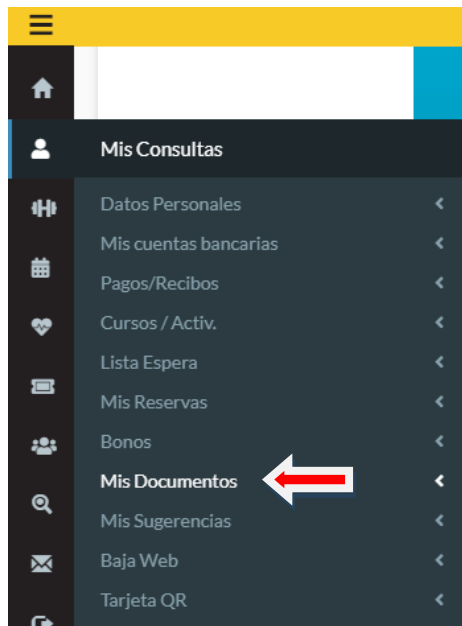 Mis Consultas
Datos Personales
Mis cuentas bancarias
Pagos/Recibos
Cursos / Activ.
Lista Espera
Mis Reservas
Bonos
Mis Documentos
Mis Sugerencias
Baja Web
Tarjeta QR